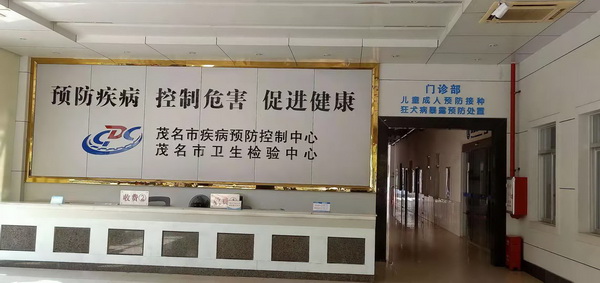 预防疾病 控制危害 促进健康
CDC
茂名市疾病预防控制中心
茂名市卫生检验中心
门诊部
儿童成人预防接种
狂犬病暴露预防处置
收费②